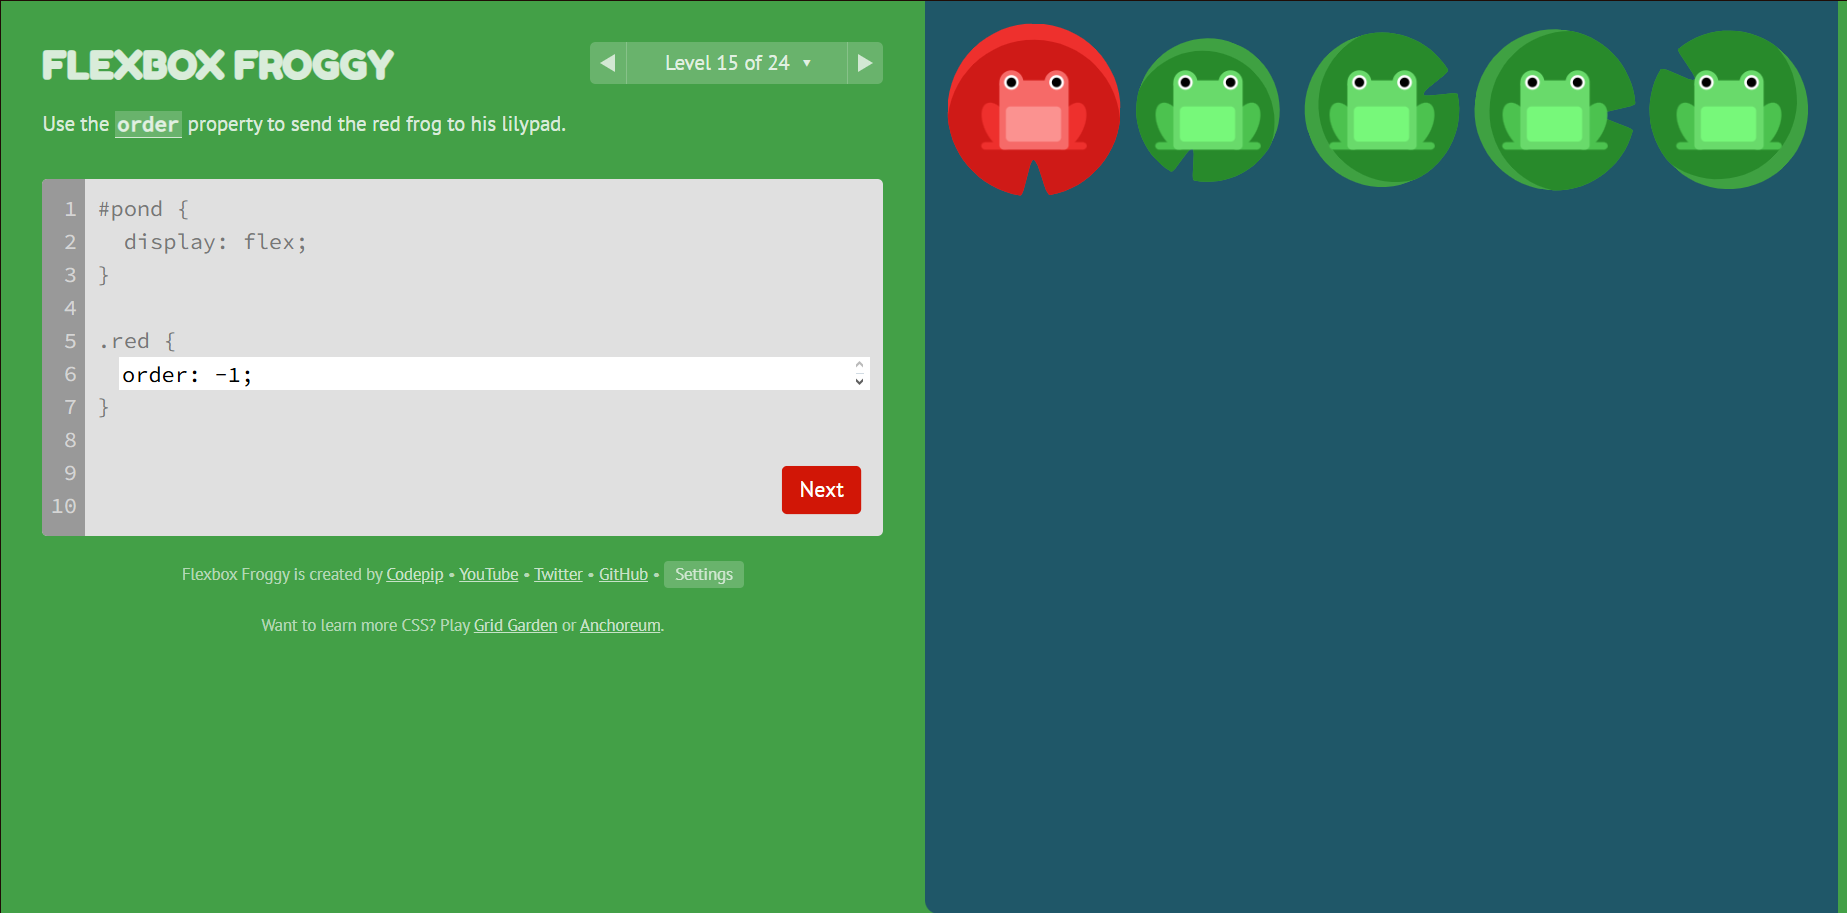 FLEXBOX FROGGY
◀ Level 15 of 24 ▼ ▶
Use the order property to send the red frog to his lilypad.
1 #pond {
2 display: flex;
3 }
4
5 .red {
6 order: -1;
7 }
8
9
10
Next
Flexbox Froggy is created by Codepip • YouTube • Twitter • GitHub • Settings
Want to learn more CSS? Play Grid Garden or Anchoreum.